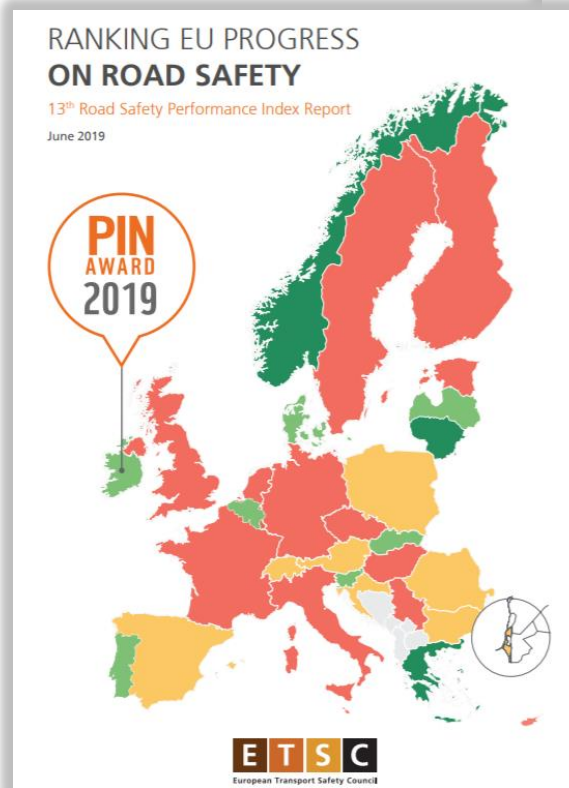 RANKING EU PROGRESS
ON ROAD SAFETY
13th Road Safety Performance Index Report
June 2019
PIN
AWARD
2019
E T S C
European Transport Safety Council